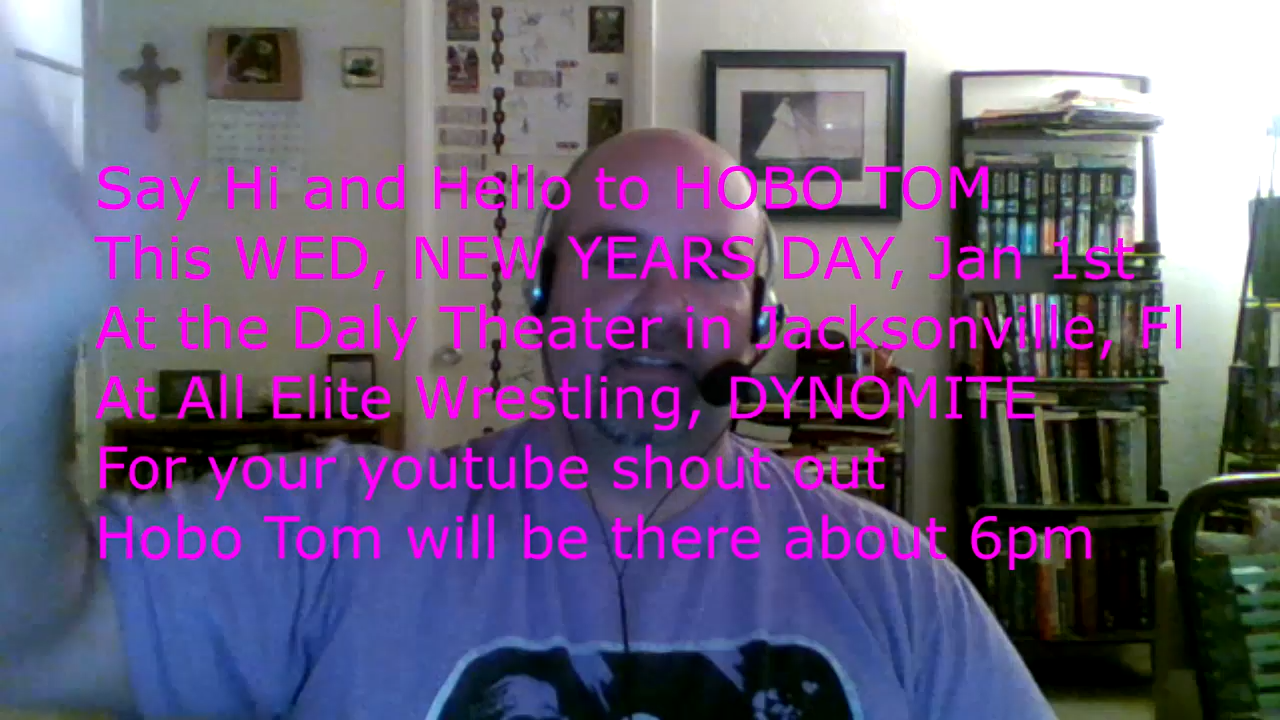 Say Hi and Hello to HOBO TOM
This WED, NEW YEARS DAY, Jan 1st
At the Daly Theater in Jacksonville, Fl
At All Elite Wrestling, DYNOMITE
For your youtube shout out
Hobo Tom will be there about 6pm